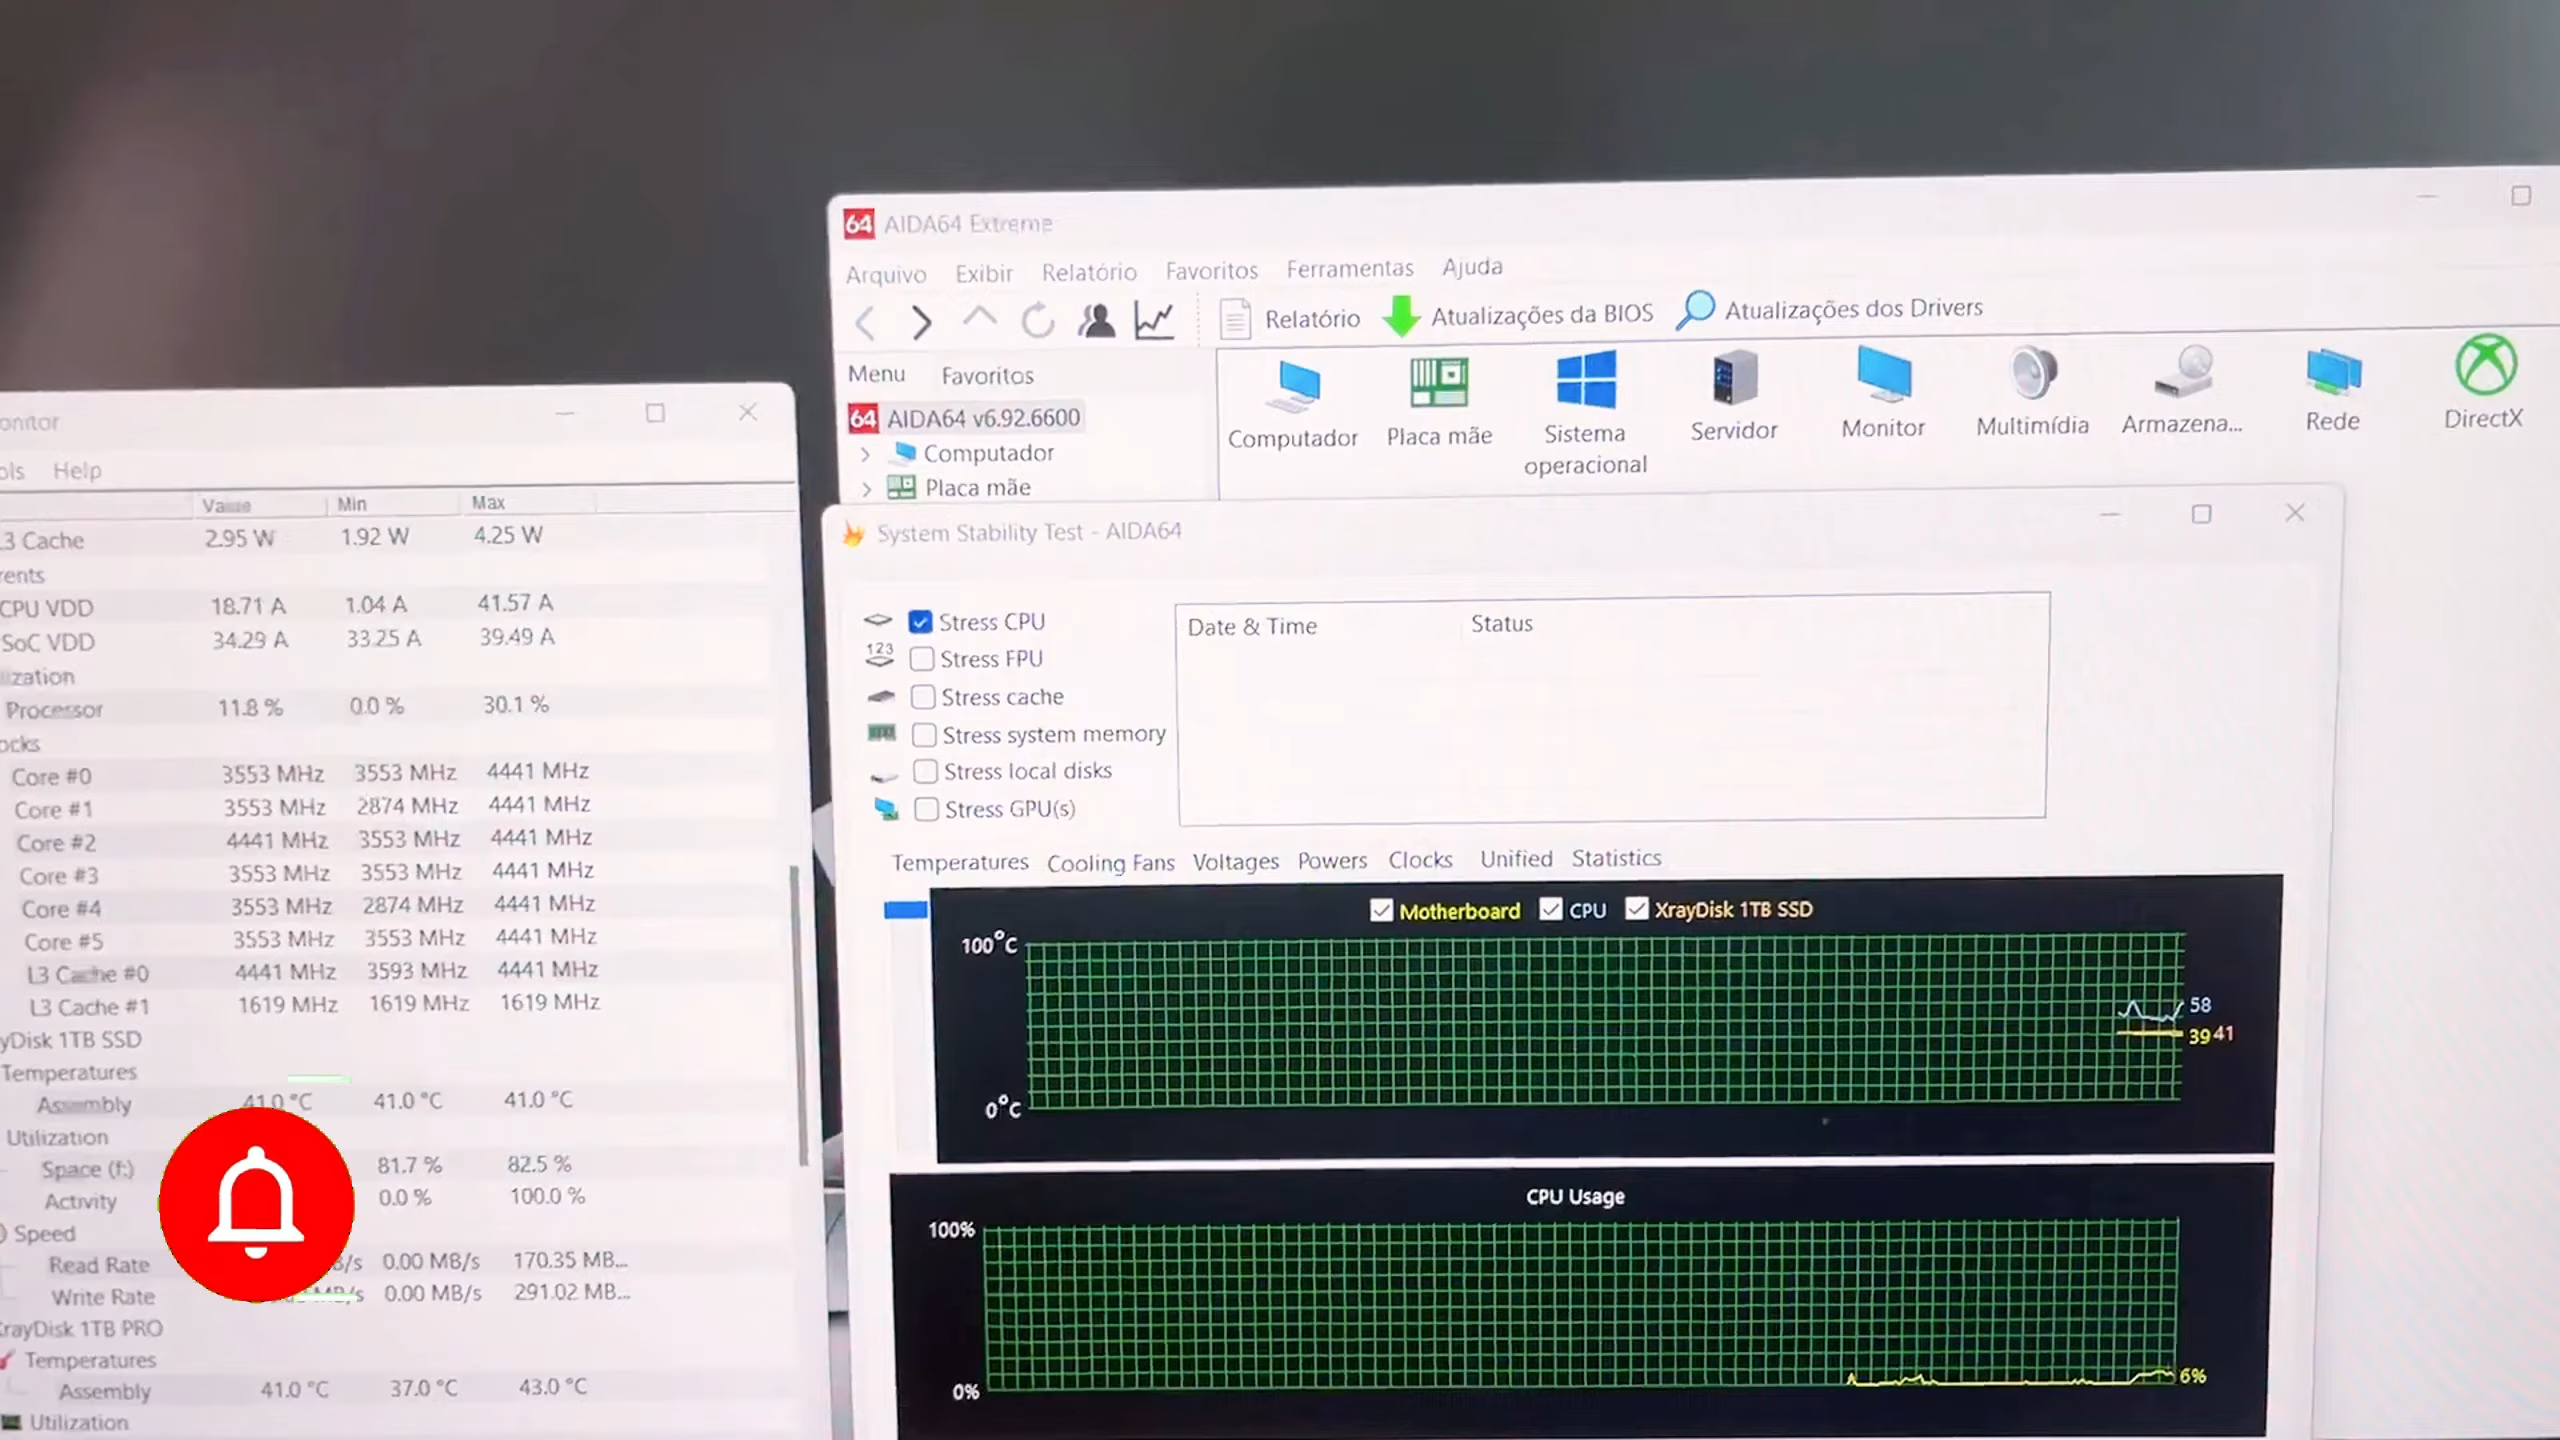 onitor
ols Help
Value Min Max
L3 Cache 2.95 W 1.92 W 4.25 W
rents
CPU VDD 18.71 A 1.04 A 41.57 A
SoC VDD 34.29 A 33.25 A 39.49 A
lization
Processor 11.8 % 0.0 % 30.1 %
ocks
Core #0 3553 MHz 3553 MHz 4441 MHz
Core #1 3553 MHz 2874 MHz 4441 MHz
Core #2 4441 MHz 3553 MHz 4441 MHz
Core #3 3553 MHz 3553 MHz 4441 MHz
Core #4 3553 MHz 2874 MHz 4441 MHz
Core #5 3553 MHz 3553 MHz 4441 MHz
L3 Cache #0 4441 MHz 3593 MHz 4441 MHz
L3 Cache #1 1619 MHz 1619 MHz 1619 MHz
yDisk 1TB SSD
Temperatures
Assembly 41.0 °C 41.0 °C 41.0 °C
Utilization
Space (f:) 81.7 % 82.5 %
Activity 0.0 % 100.0 %
Speed
Read Rate B/s 0.00 MB/s 170.35 MB...
Write Rate MB/s 0.00 MB/s 291.02 MB...
XrayDisk 1TB PRO
Temperatures
Assembly 41.0 °C 37.0 °C 43.0 °C
Utilization
64 AIDA64 Extreme
Arquivo Exibir Relatório Favoritos Ferramentas Ajuda
Relatório Atualizações da BIOS Atualizações dos Drivers
Menu Favoritos
64 AIDA64 v6.92.6600
Computador
Placa mãe
Computador Placa mãe Sistema operacional Servidor Monitor Multimídia Armazena... Rede DirectX
System Stability Test - AIDA64
Stress CPU
123 Stress FPU
Stress cache
Stress system memory
Stress local disks
Stress GPU(s)
Date & Time Status
Temperatures Cooling Fans Voltages Powers Clocks Unified Statistics
Motherboard CPU XrayDisk 1TB SSD
100°C
58
39 41
0°C
CPU Usage
100%
6%
0%